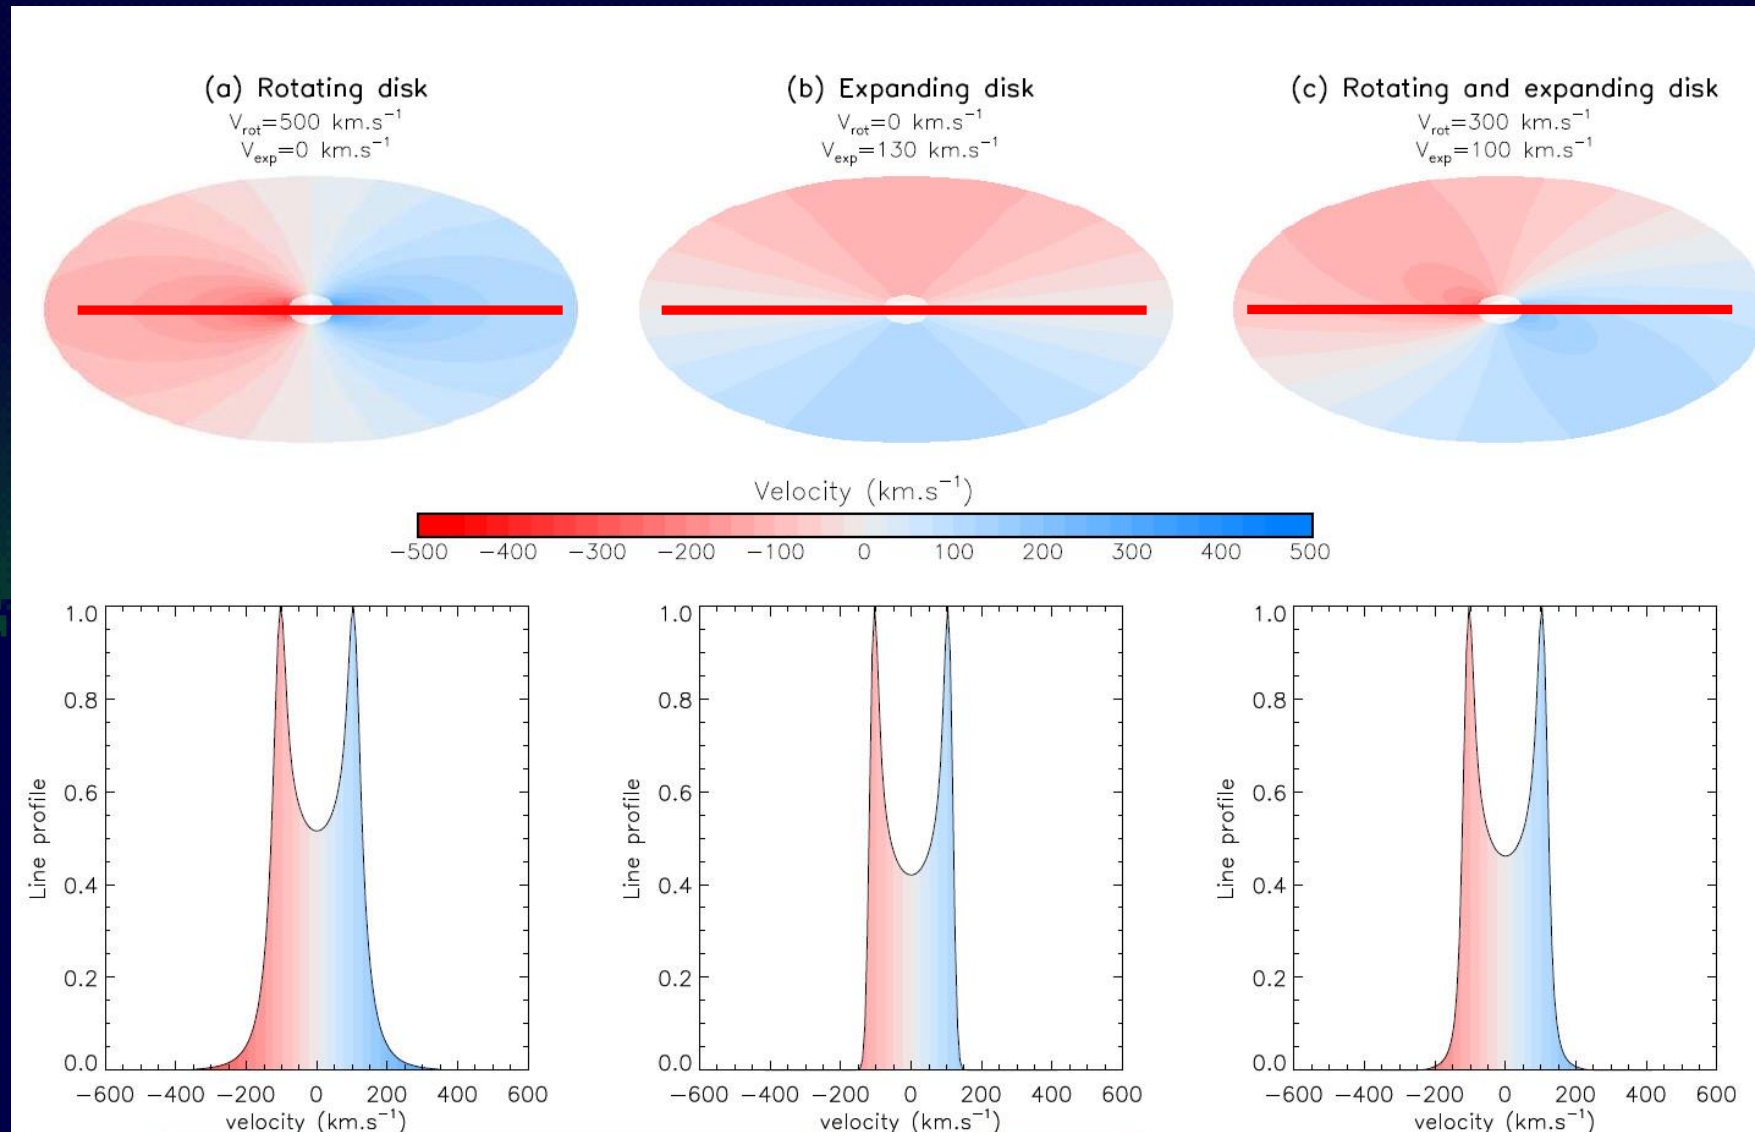 (a) Rotating disk
V_rot=500 km.s⁻¹
V_exp=0 km.s⁻¹
(b) Expanding disk
V_rot=0 km.s⁻¹
V_exp=130 km.s⁻¹
(c) Rotating and expanding disk
V_rot=300 km.s⁻¹
V_exp=100 km.s⁻¹
Velocity (km.s⁻¹)
−500 −400 −300 −200 −100 0 100 200 300 400 500
Line profile
1.0
0.8
0.6
0.4
0.2
0.0
−600 −400 −200 0 200 400 600
velocity (km.s⁻¹)
Line profile
1.0
0.8
0.6
0.4
0.2
0.0
−600 −400 −200 0 200 400 600
velocity (km.s⁻¹)
Line profile
1.0
0.8
0.6
0.4
0.2
0.0
−600 −400 −200 0 200 400 600
velocity (km.s⁻¹)